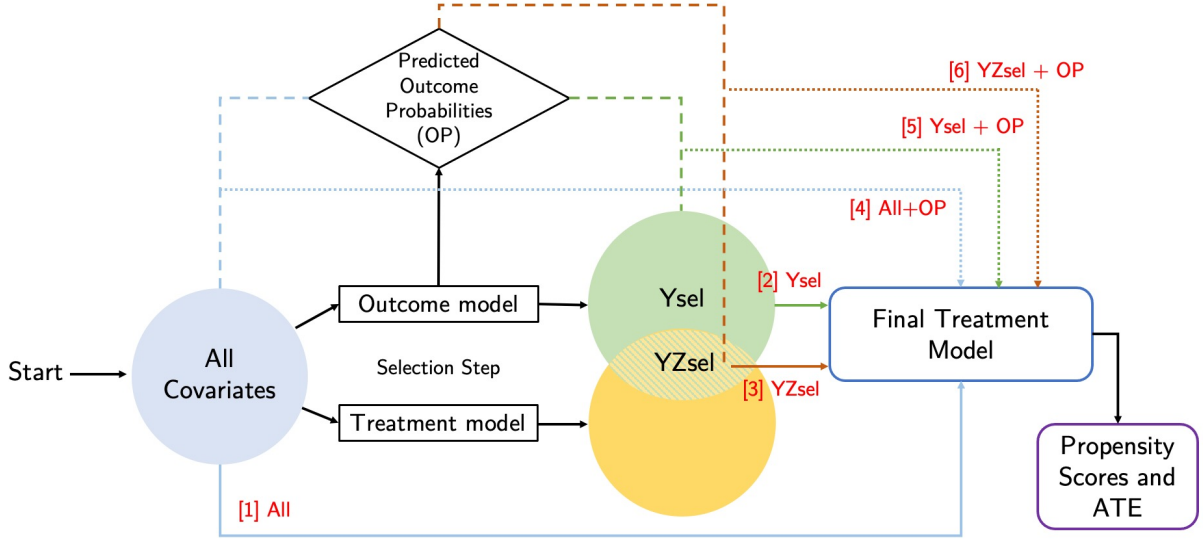 Predicted
Outcome
Probabilities
(OP)
[6] YZsel + OP
[5] Ysel + OP
[4] All+OP
Start
All
Covariates
Outcome model
Selection Step
Treatment model
Ysel
YZsel
[2] Ysel
[3] YZsel
Final Treatment
Model
Propensity
Scores and
ATE
[1] All